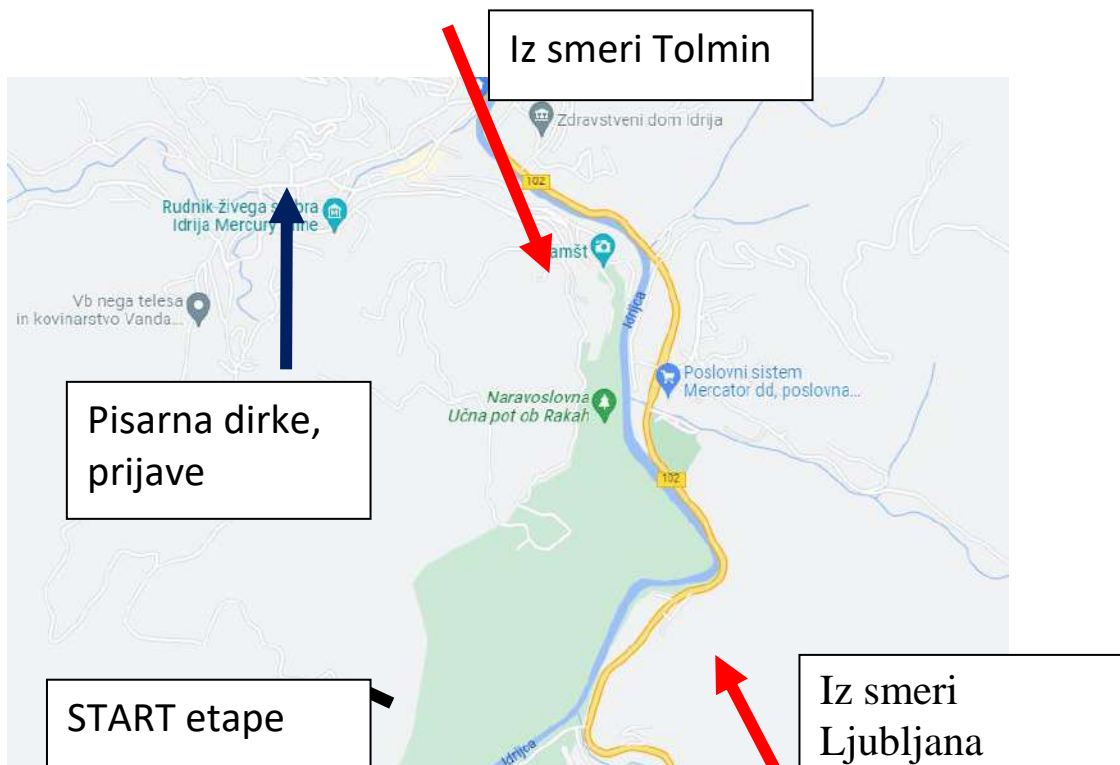 Iz smeri Tolmin
Zdravstveni dom Idrija
102
Rudnik živega s bra
Idrija Mercury ine
amšt
Idrijca
Vb nega telesa
in kovinarstvo Vanda...
Poslovni sistem
Mercator dd, poslovna...
Naravoslovna
Učna pot ob Rakah
Pisarna dirke,
prijave
102
START etape
Iz smeri
Ljubljana
Idrijca